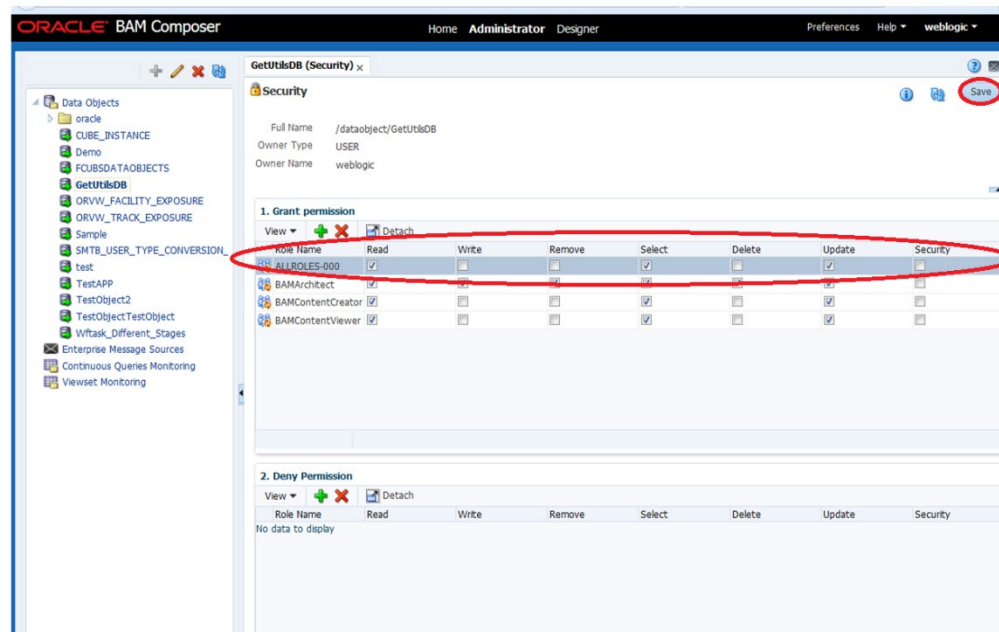 ORACLE BAM Composer Home Administrator Designer Preferences Help weblogic
GetUtilsDB (Security)
Security Save
Data Objects
oracle
CUBE_INSTANCE
Demo
FCUBSDATAOBJECTS
GetUtilsDB
ORVW_FACILITY_EXPOSURE
ORVW_TRACK_EXPOSURE
Sample
SMTB_USER_TYPE_CONVERSION_
test
TestAPP
TestObject2
TestObjectTestObject
Wftask_Different_Stages
Enterprise Message Sources
Continuous Queries Monitoring
Viewset Monitoring
Full Name /dataobject/GetUtilsDB
Owner Type USER
Owner Name weblogic
1. Grant permission
View Detach
Role Name Read Write Remove Select Delete Update Security
ALLROLES-000
BAMArchitect
BAMContentCreator
BAMContentViewer
2. Deny Permission
View Detach
Role Name Read Write Remove Select Delete Update Security
No data to display